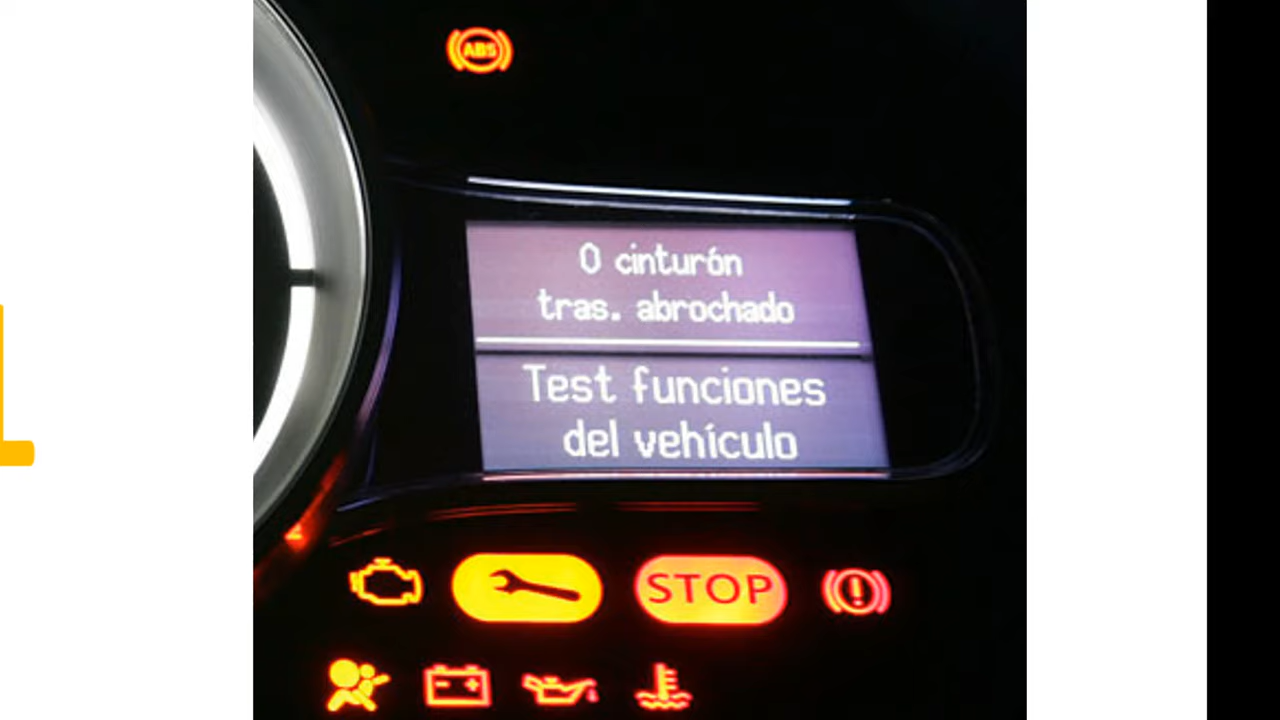 ABS
0 cinturón
tras. abrochado
Test funciones
del vehículo
STOP